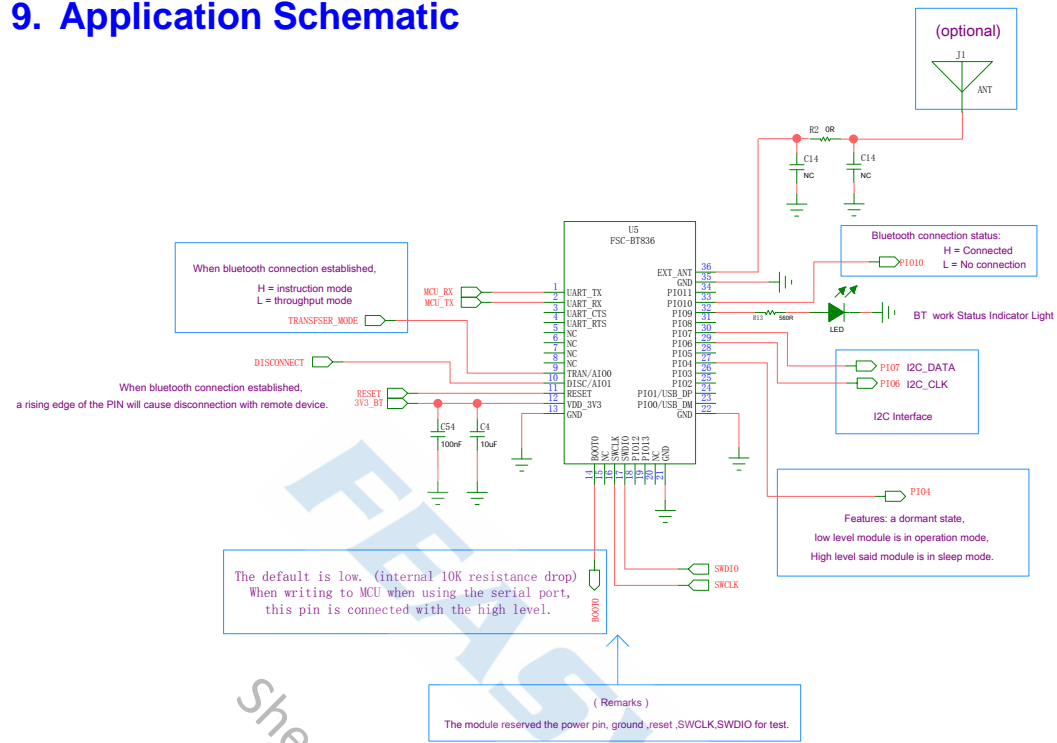 9. Application Schematic
(optional)
J1
ANT
R2 0R
C14
NC
C14
NC
U5
FSC-BT836
Bluetooth connection status:
H = Connected
L = No connection
PIO10
When bluetooth connection established,
H = instruction mode
L = throughput mode
TRANSFSER_MODE
MCU_RX
MCU_TX
DISCONNECT
When bluetooth connection established,
a rising edge of the PIN will cause disconnection with remote device.
RESET
3V3_BT
C54
100nF
C4
10uF
1 UART_TX
2 UART_RX
3 UART_CTS
4 UART_RTS
5 NC
6 NC
7 NC
8 NC
9 TRAN/AIO0
10 DISC/AIO1
11 RESET
12 VDD_3V3
13 GND
EXT_ANT 36
GND 35
PIO11 34
PIO10 33
PIO9 32
PIO8 31
PIO7 30
PIO6 29
PIO5 28
PIO4 27
PIO3 26
PIO2 25
PIO1/USB_DP 24
PIO0/USB_DM 23
GND 22
BOOT0 14
NC 15
SWCLK 16
SWDIO 17
PIO12 18
PIO13 19
NC 20
GND 21
R13 560R
LED
BT work Status Indicator Light
PIO7 I2C_DATA
PIO6 I2C_CLK
I2C Interface
PIO4
Features: a dormant state,
low level module is in operation mode,
High level said module is in sleep mode.
SWDIO
SWCLK
BOOT0
The default is low. (internal 10K resistance drop)
When writing to MCU when using the serial port,
this pin is connected with the high level.
( Remarks )
The module reserved the power pin, ground ,reset ,SWCLK,SWDIO for test.
FEAS
She